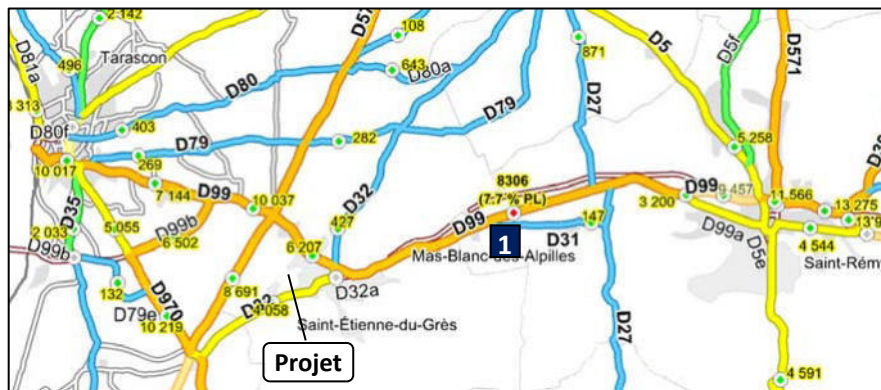 2 142
108
D57
D81a
496
Tarascon
643
D80a
871
D5
D5f
D571
D80
D27
313
D80f
403
D79
D79
282
5 258
269
10 017
7 144
D99
10 037
D32
427
8306
(7.7 % PL)
D99
9 457
3 200
11 566
13 275
D35
5 055
D99b
6 502
2 033
D99b
6 207
D99
1
147
D31
D99a
D5e
4 544
Mas-Blanc-des-Alpilles
Saint-Rémy
132
D79e
D970
8 691
D32a
D27
10 219
Saint-Étienne-du-Grès
Projet
4 591